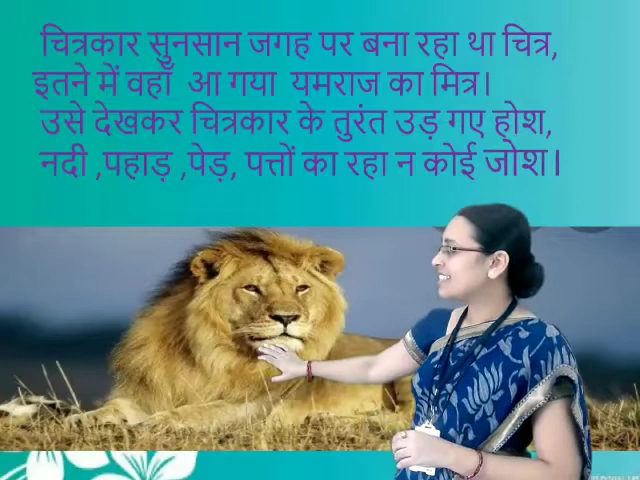 चित्रकार सुनसान जगह पर बना रहा था चित्र,
इतने में वहाँ आ गया यमराज का मित्र।
उसे देखकर चित्रकार के तुरंत उड़ गए होश,
नदी ,पहाड़ ,पेड़, पत्तों का रहा न कोई जोश।